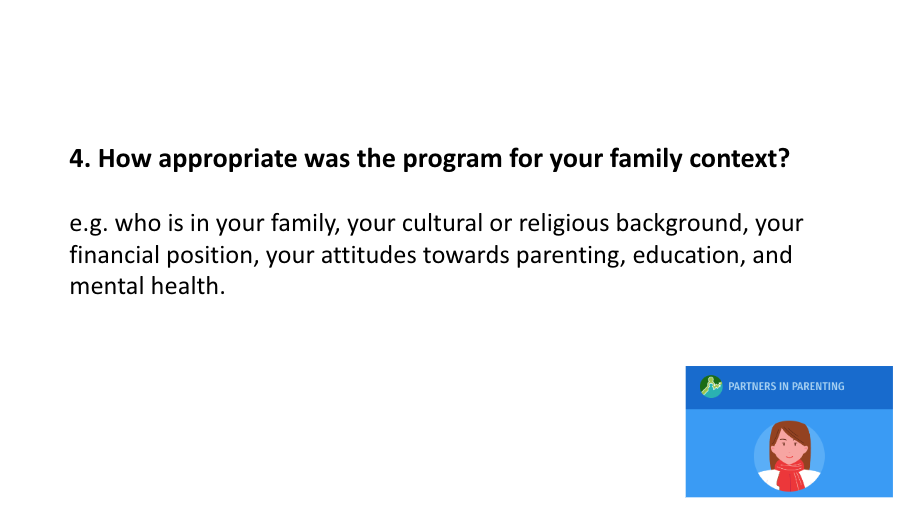 4. How appropriate was the program for your family context?
e.g. who is in your family, your cultural or religious background, your
financial position, your attitudes towards parenting, education, and
mental health.
PARTNERS IN PARENTING